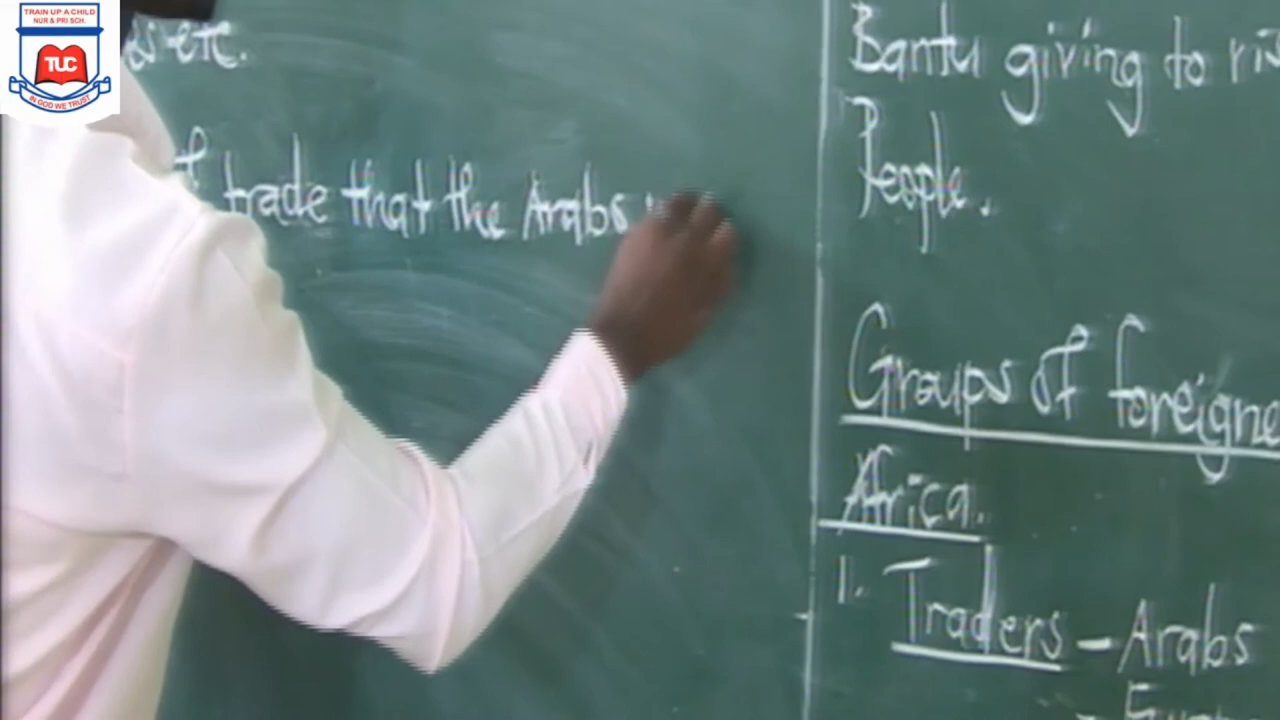 TRAIN UP A CHILD
NUR & PRI SCH.
TUC
IN GOD WE TRUST
etc.
trade that the Arabs
Bantu giving to ris
People.
Groups of foreigne
Africa.
1. Traders - Arabs